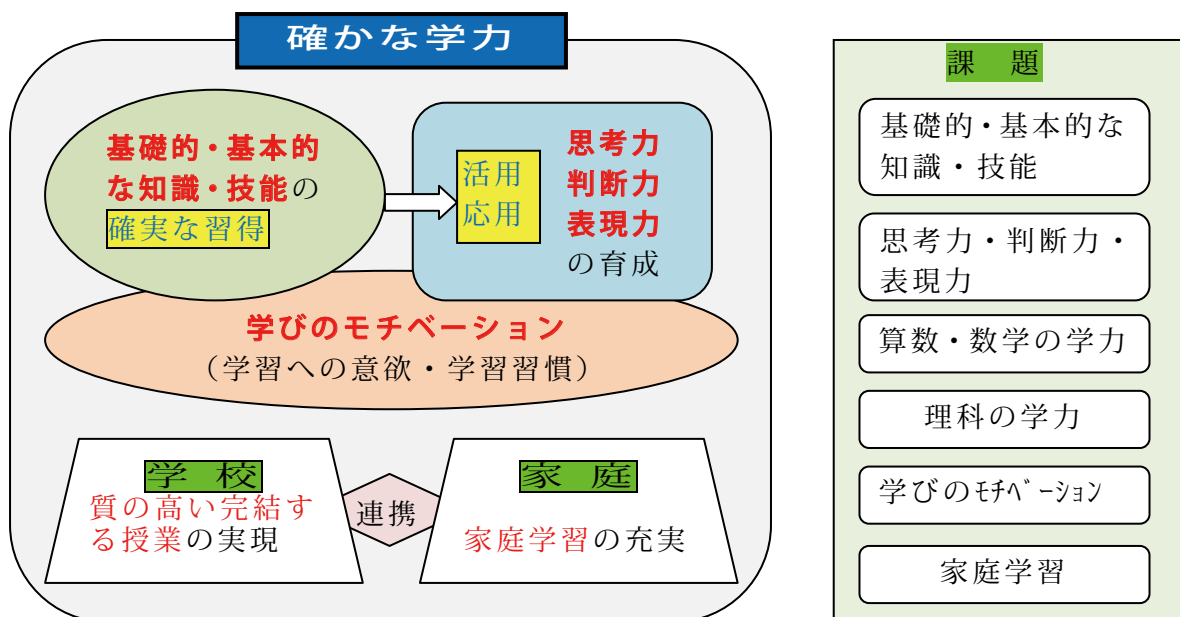 確かな学力
基礎的・基本的
な知識・技能の
確実な習得
活用
応用
思考力
判断力
表現力
の育成
学びのモチベーション
（学習への意欲・学習習慣）
学 校
質の高い完結す
る授業の実現
連携
家 庭
家庭学習の充実
課 題
基礎的・基本的な
知識・技能
思考力・判断力・
表現力
算数・数学の学力
理科の学力
学びのﾓﾁﾍﾞｰｼｮﾝ
家庭学習